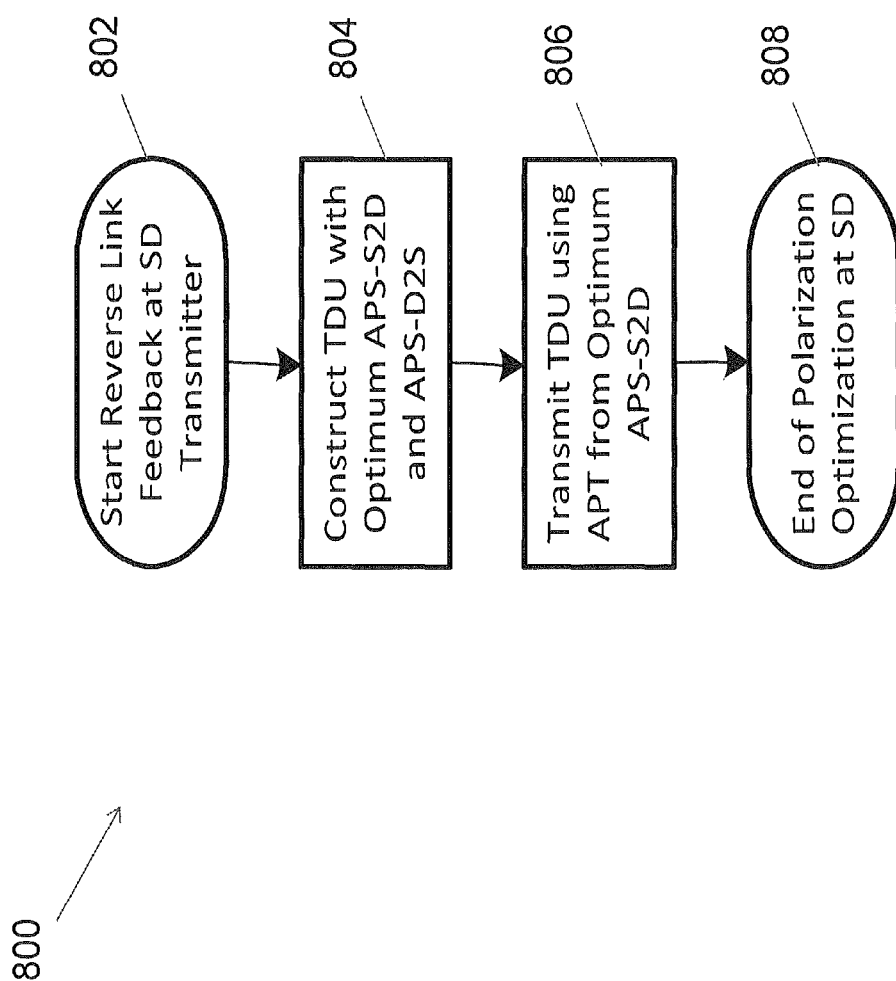 800
Start Reverse Link
Feedback at SD
Transmitter
802
Construct TDU with
Optimum APS-S2D
and APS-D2S
804
Transmit TDU using
APT from Optimum
APS-S2D
806
End of Polarization
Optimization at SD
808